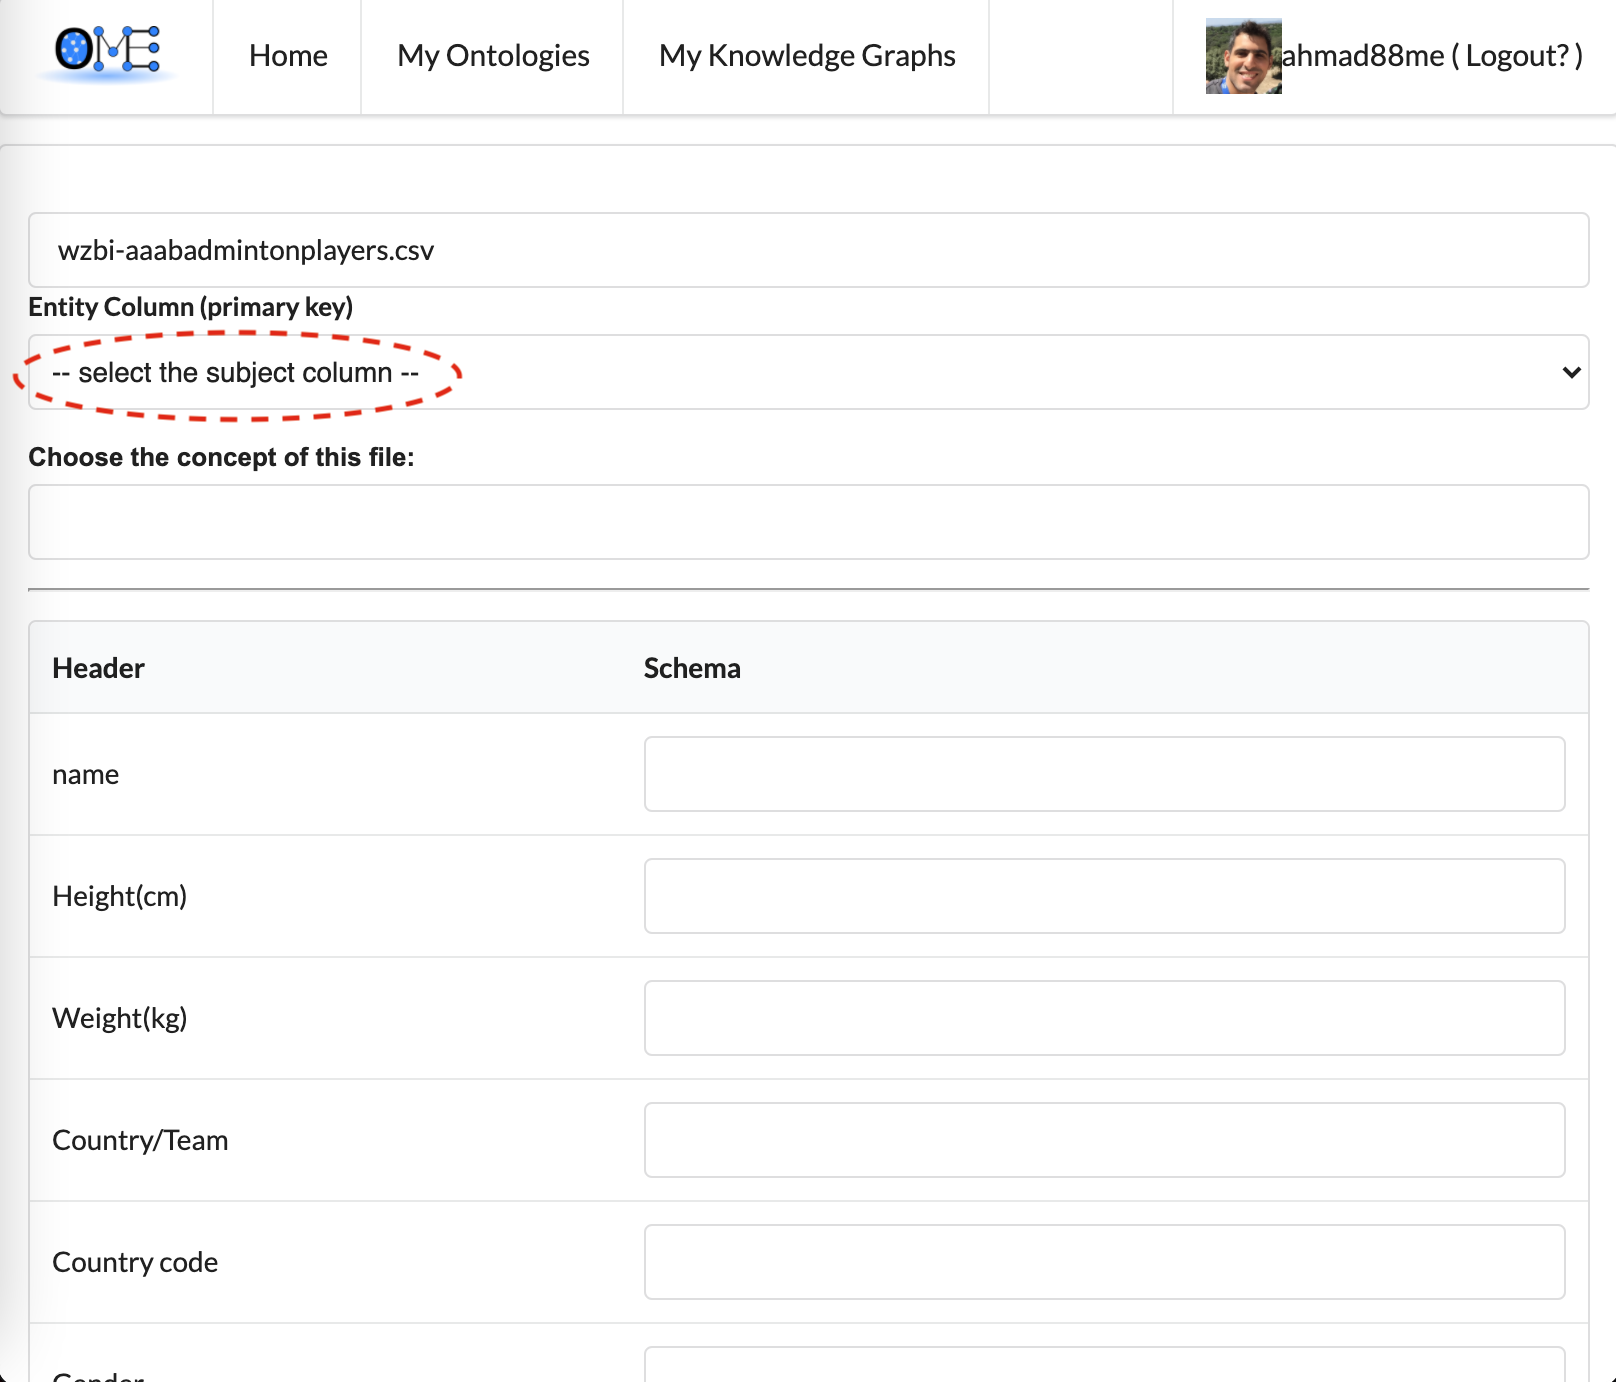 OME Home My Ontologies My Knowledge Graphs ahmad88me ( Logout? )
wzbi-aaabadmintonplayers.csv
Entity Column (primary key)
-- select the subject column --
Choose the concept of this file:
Header Schema
name
Height(cm)
Weight(kg)
Country/Team
Country code
Gender